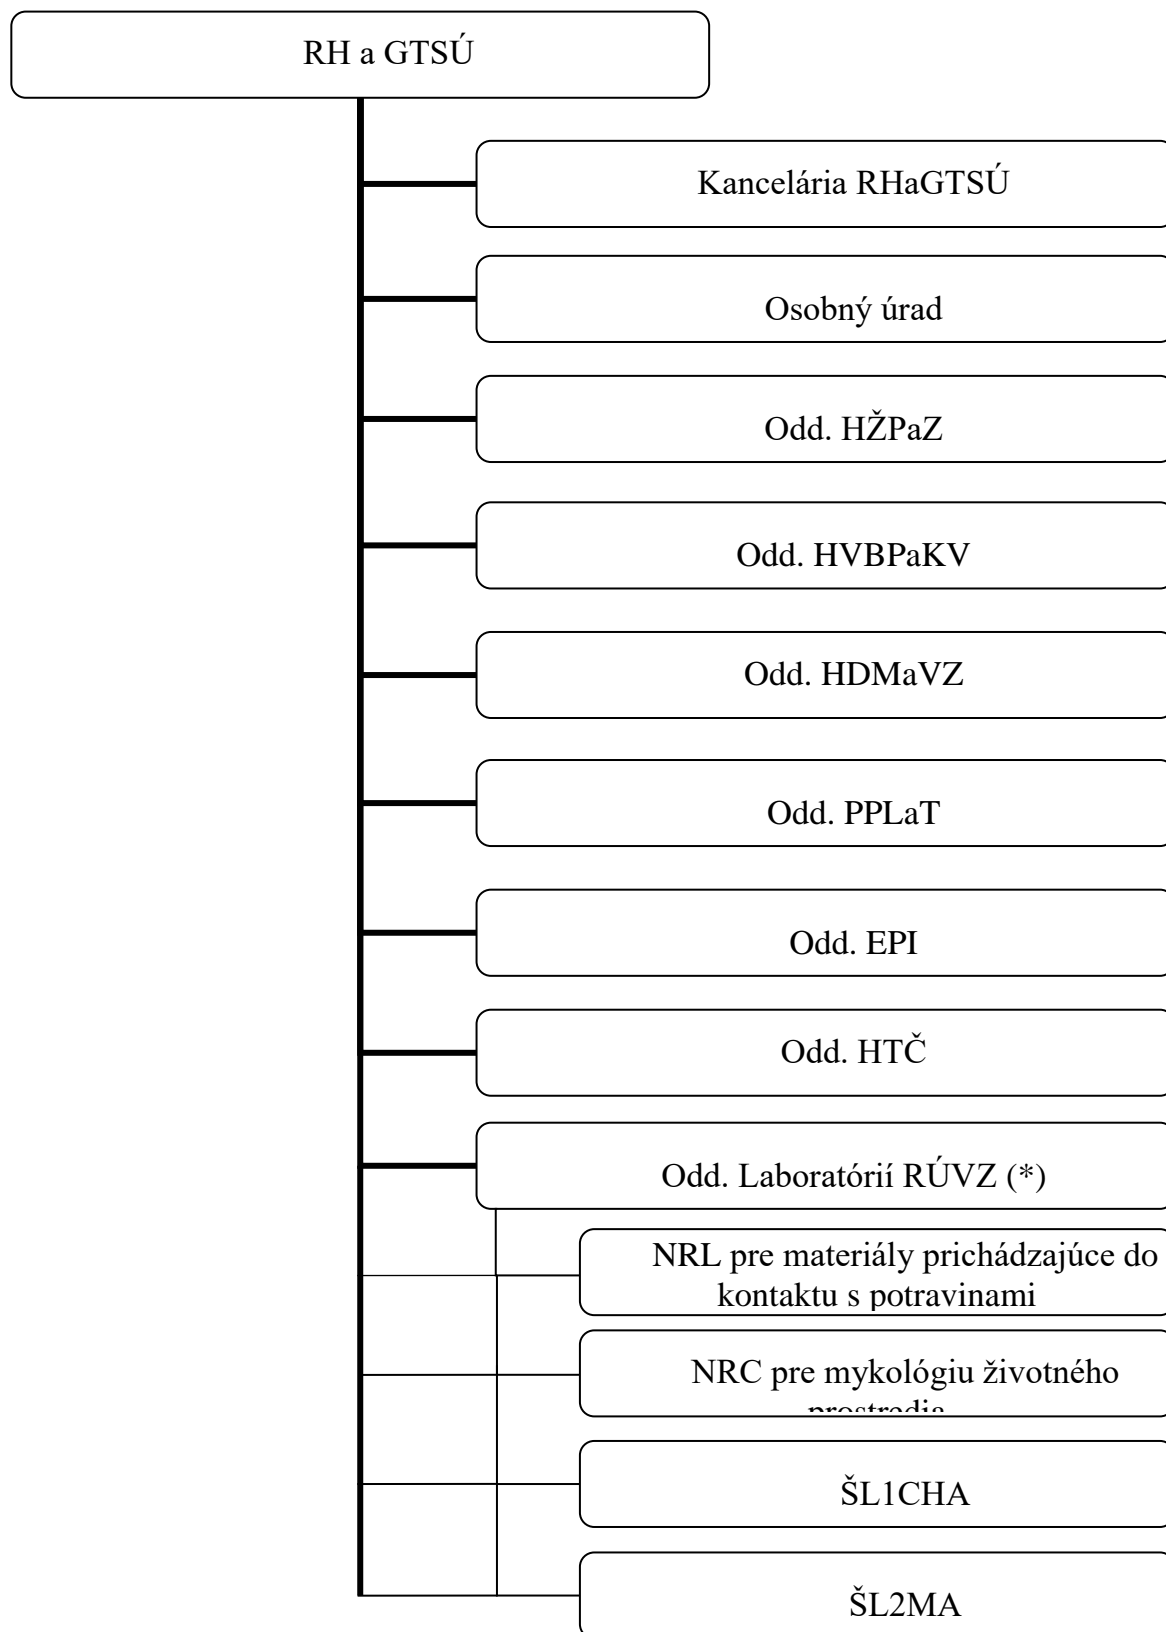 RH a GTSÚ
Kancelária RHaGTSÚ
Osobný úrad
Odd. HŽPaZ
Odd. HVBPaKV
Odd. HDMaVZ
Odd. PPLaT
Odd. EPI
Odd. HTČ
Odd. Laboratórií RÚVZ (*)
NRL pre materiály prichádzajúce do
kontaktu s potravinami
NRC pre mykológiu životného
prostredia
ŠL1CHA
ŠL2MA